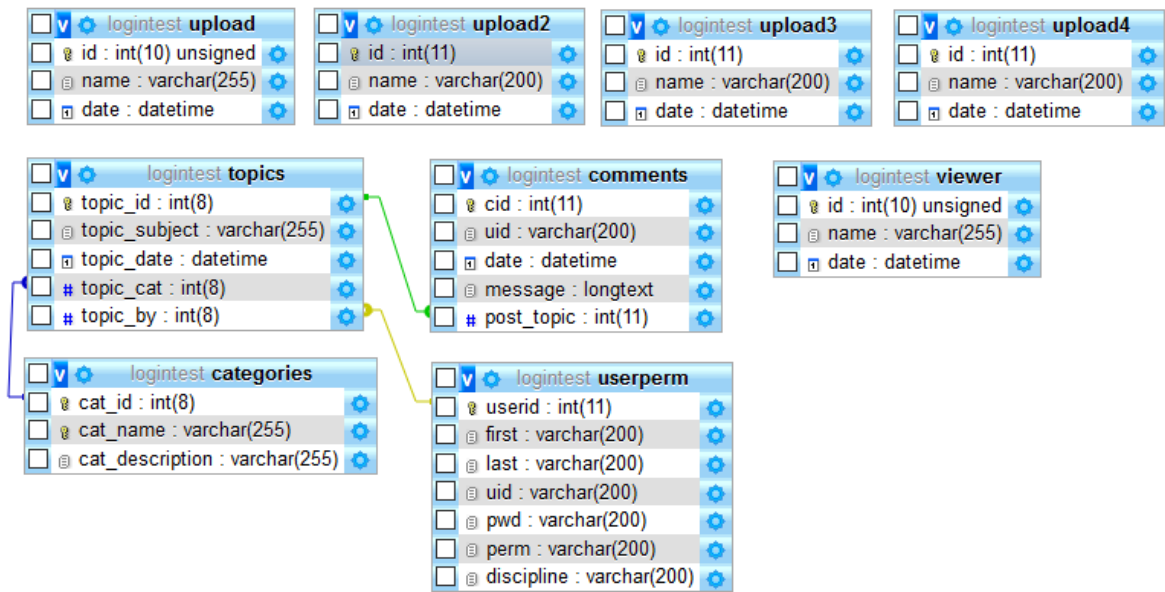 v logintest upload
id : int(10) unsigned
name : varchar(255)
date : datetime
v logintest upload2
id : int(11)
name : varchar(200)
date : datetime
v logintest upload3
id : int(11)
name : varchar(200)
date : datetime
v logintest upload4
id : int(11)
name : varchar(200)
date : datetime
v logintest topics
topic_id : int(8)
topic_subject : varchar(255)
topic_date : datetime
# topic_cat : int(8)
# topic_by : int(8)
v logintest comments
cid : int(11)
uid : varchar(200)
date : datetime
message : longtext
# post_topic : int(11)
v logintest viewer
id : int(10) unsigned
name : varchar(255)
date : datetime
v logintest categories
cat_id : int(8)
cat_name : varchar(255)
cat_description : varchar(255)
v logintest userperm
userid : int(11)
first : varchar(200)
last : varchar(200)
uid : varchar(200)
pwd : varchar(200)
perm : varchar(200)
discipline : varchar(200)